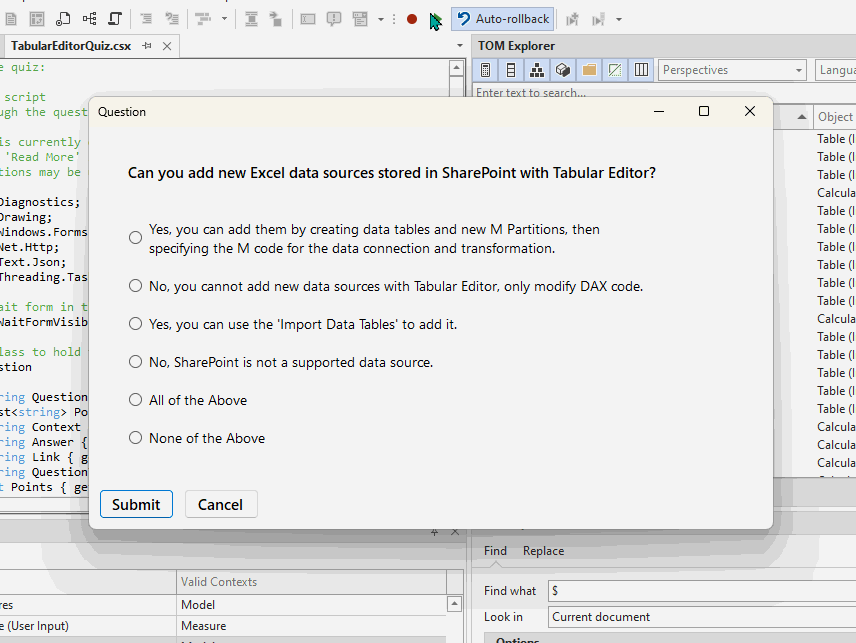 Auto-rollback
TabularEditorQuiz.csx
TOM Explorer
e quiz:
Perspectives
Langua
script
ugh the quest
Enter text to search...
Question
Object
is currently
'Read More'
tions may be
Diagnostics;
Drawing;
Windows.Forms
Net.Http;
Text.Json;
Threading.Tas
ait form in t
WaitFormVisib
lass to hold
stion
ring Question
st<string> Po
ring Context
ring Answer {
ring Link { g
ring Question
t Points { ge
Can you add new Excel data sources stored in SharePoint with Tabular Editor?
Yes, you can add them by creating data tables and new M Partitions, then
specifying the M code for the data connection and transformation.
No, you cannot add new data sources with Tabular Editor, only modify DAX code.
Yes, you can use the 'Import Data Tables' to add it.
No, SharePoint is not a supported data source.
All of the Above
None of the Above
Submit
Cancel
Table (I
Table (I
Table (I
Calcula
Table (I
Table (I
Table (I
Table (I
Table (I
Table (I
Calcula
Table (I
Table (I
Table (I
Table (I
Table (I
Calcula
Calcula
Calcula
Find Replace
Valid Contexts
Find what $
res Model
Look in Current document
e (User Input) Measure
Options